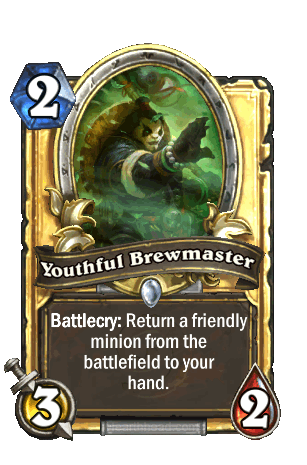 2
Youthful Brewmaster
Battlecry: Return a friendly
minion from the
battlefield to your
hand.
3
2